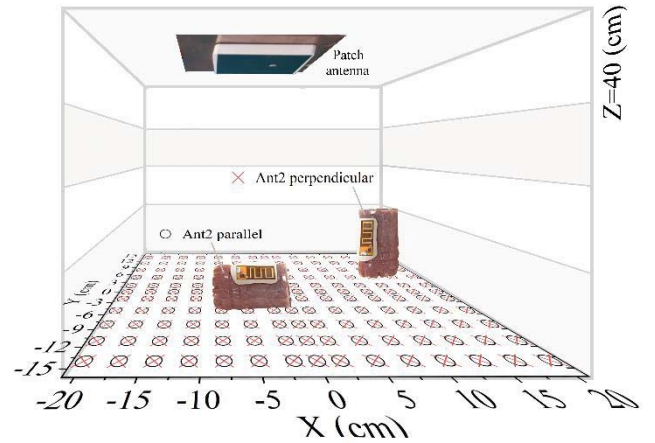 Patch
antenna
Z=40 (cm)
Ant2 perpendicular
Ant2 parallel
Y (cm)
-3
-6
-9
-12
-15
-20 -15 -10 -5 0 5 10 15 20
X (cm)